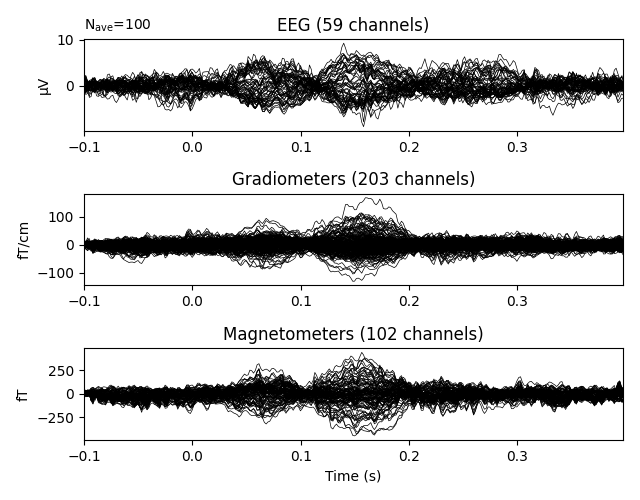 N_ave=100
EEG (59 channels)
10
µV
0
−0.1 0.0 0.1 0.2 0.3
Gradiometers (203 channels)
100
fT/cm
0
−100
−0.1 0.0 0.1 0.2 0.3
Magnetometers (102 channels)
250
fT
0
−250
−0.1 0.0 0.1 0.2 0.3
Time (s)